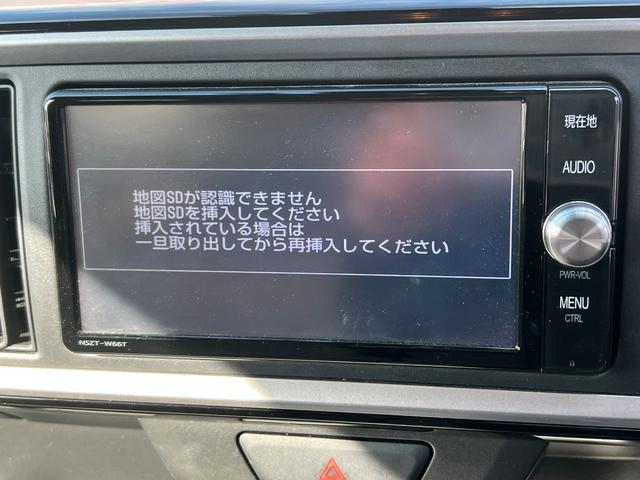 地図SDが認識できません
地図SDを挿入してください
挿入されている場合は
一旦取り出してから再挿入してください
現在地
AUDIO
PWR-VOL
MENU
CTRL
NSZT-W66T